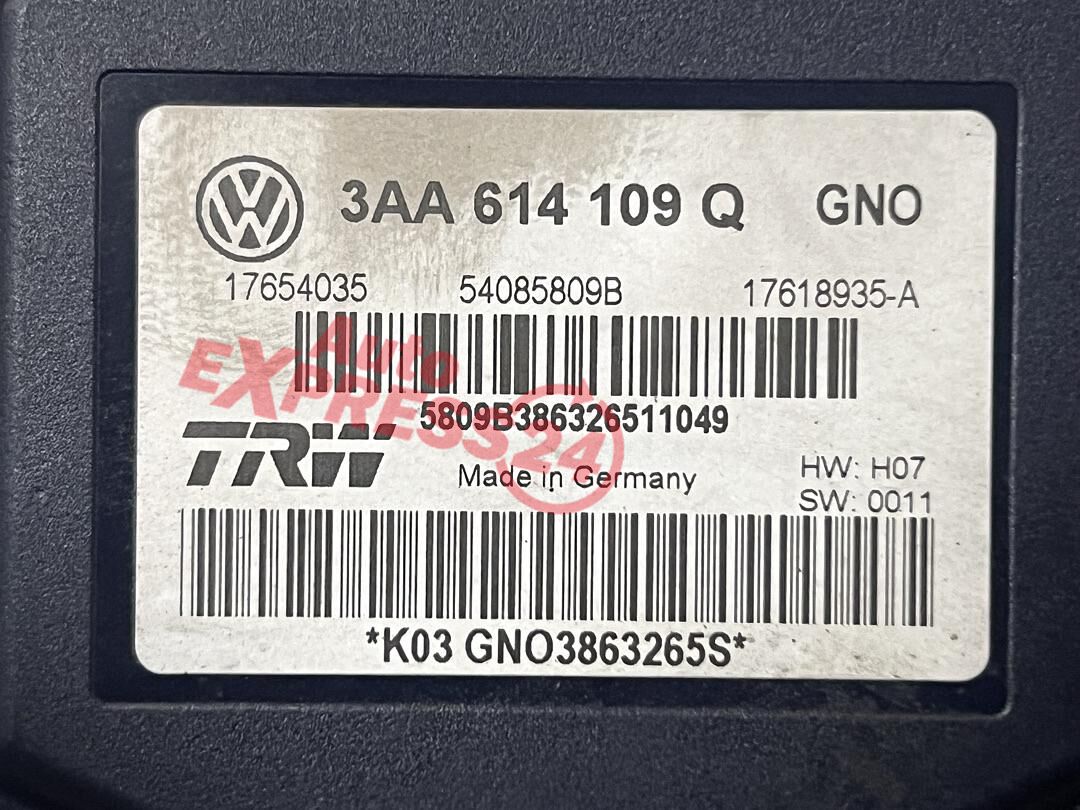 3AA 614 109 Q GNO
17654035 54085809B 17618935-A
Auto
EXPRESS24
5809B386326511049
TRW
Made in Germany
HW: H07
SW: 0011
*K03 GNO3863265S*